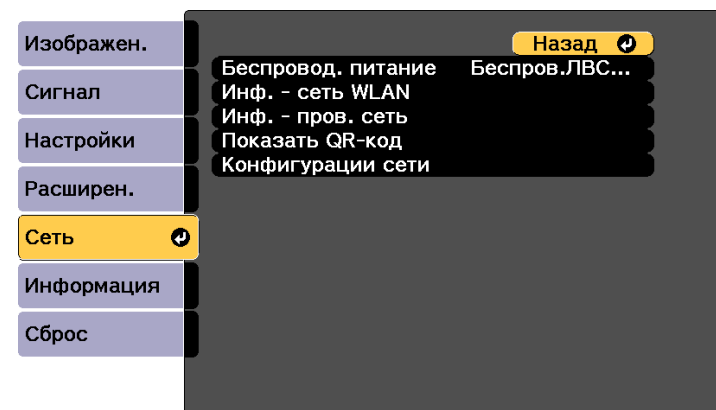 Изображен.
Сигнал
Настройки
Расширен.
Сеть
Информация
Сброс
Назад
Беспровод. питание Беспров.ЛВС...
Инф. - сеть WLAN
Инф. - пров. сеть
Показать QR-код
Конфигурации сети